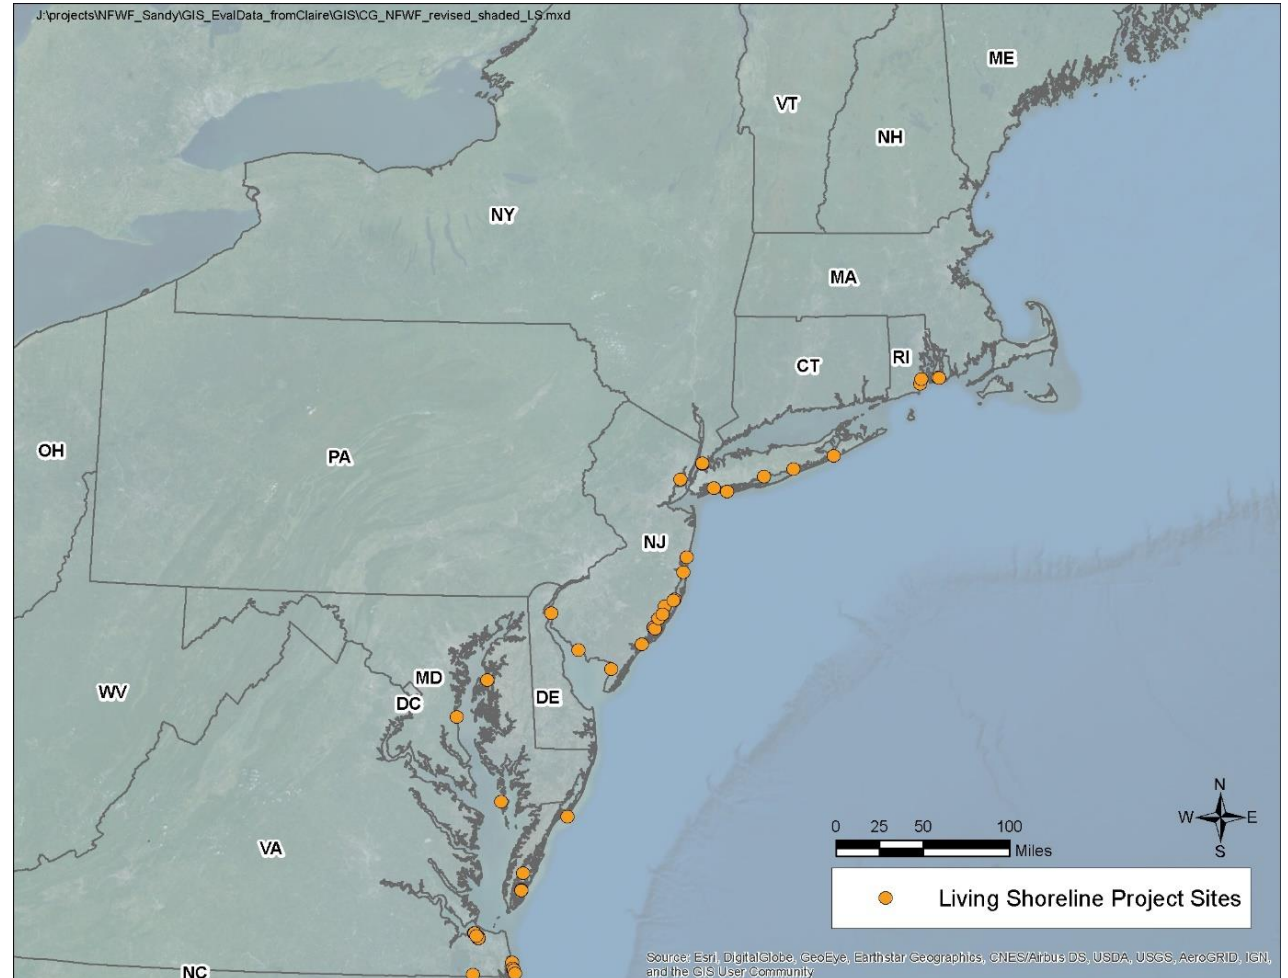 J:\projects\NFWF_Sandy\GIS_EvalData_fromClaire\GIS\CG_NFWF_revised_shaded_LS.mxd
ME
VT
NH
NY
MA
CT
RI
OH
PA
NJ
MD
WV
DC
DE
VA
NC
N
W E
S
0 25 50 100
Miles
Living Shoreline Project Sites
Source: Esri, DigitalGlobe, GeoEye, Earthstar Geographics, CNES/Airbus DS, USDA, USGS, AeroGRID, IGN,
and the GIS User Community